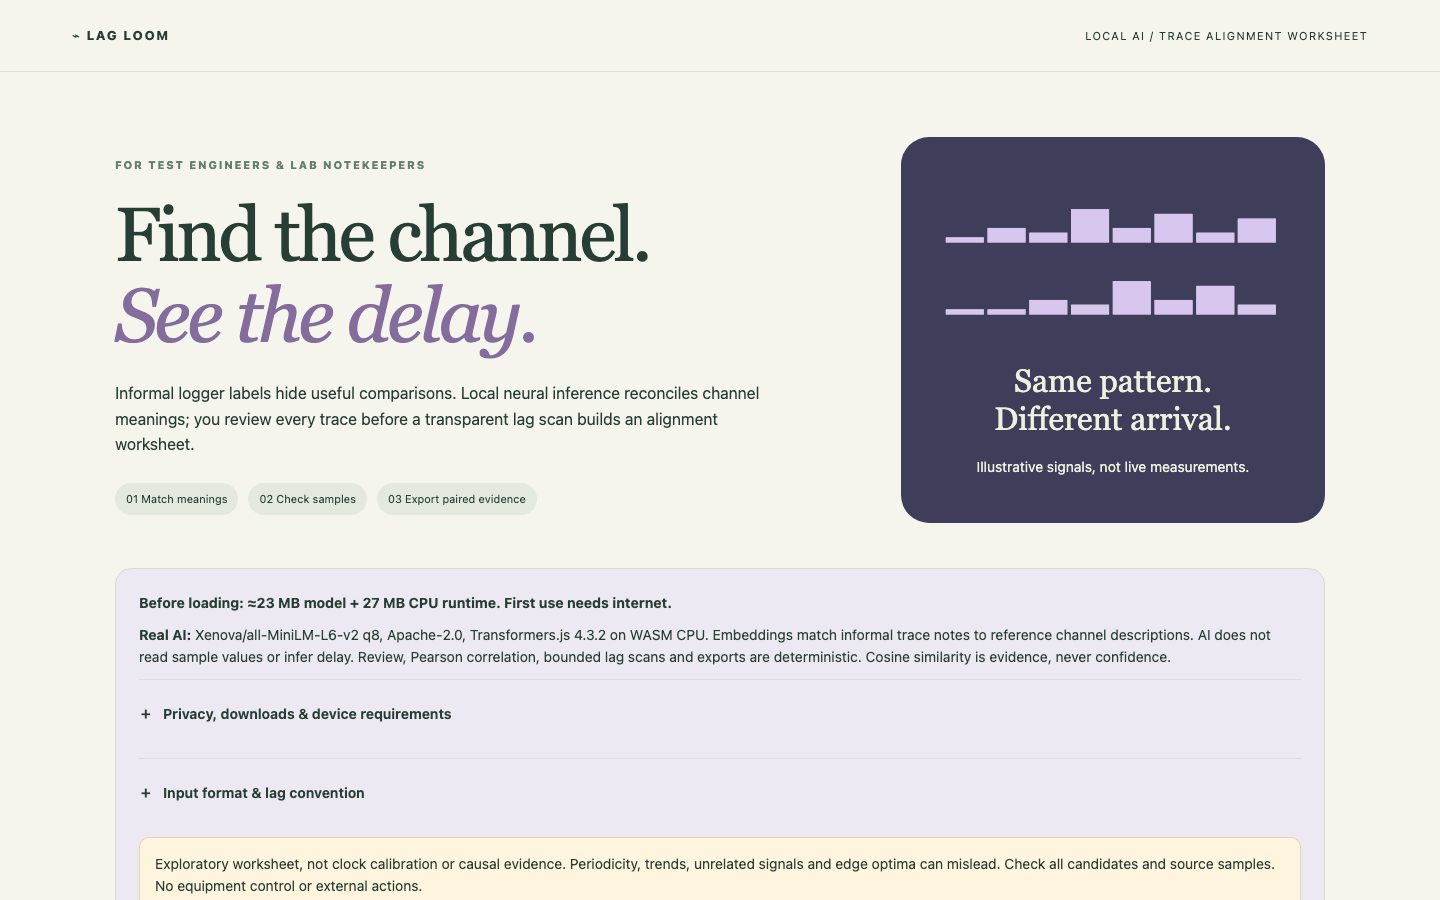 ⌁ LAG LOOM
LOCAL AI / TRACE ALIGNMENT WORKSHEET
FOR TEST ENGINEERS & LAB NOTEKEEPERS
Find the channel.
See the delay.
Informal logger labels hide useful comparisons. Local neural inference reconciles channel
meanings; you review every trace before a transparent lag scan builds an alignment
worksheet.
01 Match meanings
02 Check samples
03 Export paired evidence
Same pattern.
Different arrival.
Illustrative signals, not live measurements.
Before loading: ≈23 MB model + 27 MB CPU runtime. First use needs internet.
Real AI: Xenova/all-MiniLM-L6-v2 q8, Apache-2.0, Transformers.js 4.3.2 on WASM CPU. Embeddings match informal trace notes to reference channel descriptions. AI does not
read sample values or infer delay. Review, Pearson correlation, bounded lag scans and exports are deterministic. Cosine similarity is evidence, never confidence.
+ Privacy, downloads & device requirements
+ Input format & lag convention
Exploratory worksheet, not clock calibration or causal evidence. Periodicity, trends, unrelated signals and edge optima can mislead. Check all candidates and source samples.
No equipment control or external actions.